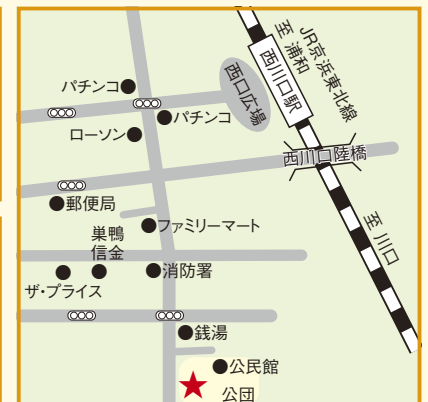 JR京浜東北線
至 浦和
西川口駅
西口広場
パチンコ
パチンコ
ローソン
西川口陸橋
郵便局
ファミリーマート
至 川口
巣鴨
信金
消防署
ザ・プライス
銭湯
公民館
公団